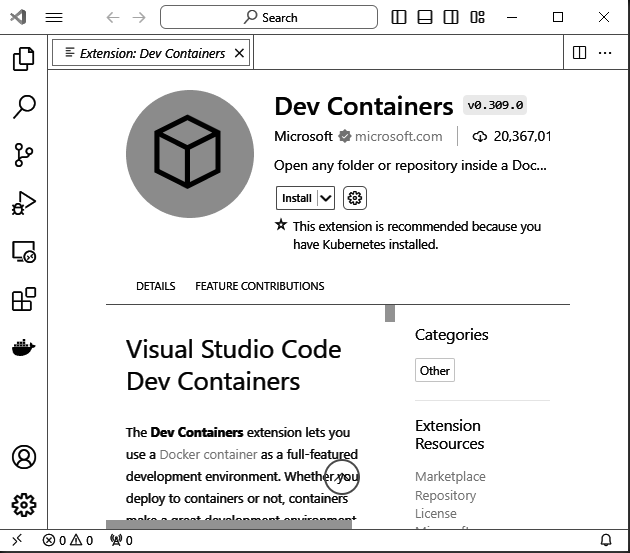 Search
Extension: Dev Containers
Dev Containers v0.309.0
Microsoft microsoft.com 20,367,01
Open any folder or repository inside a Doc...
Install
This extension is recommended because you
have Kubernetes installed.
DETAILS FEATURE CONTRIBUTIONS
Visual Studio Code
Dev Containers
The Dev Containers extension lets you
use a Docker container as a full-featured
development environment. Whether you
deploy to containers or not, containers
make a great development environment
Categories
Other
Extension
Resources
Marketplace
Repository
License
Microsoft
0 0 0